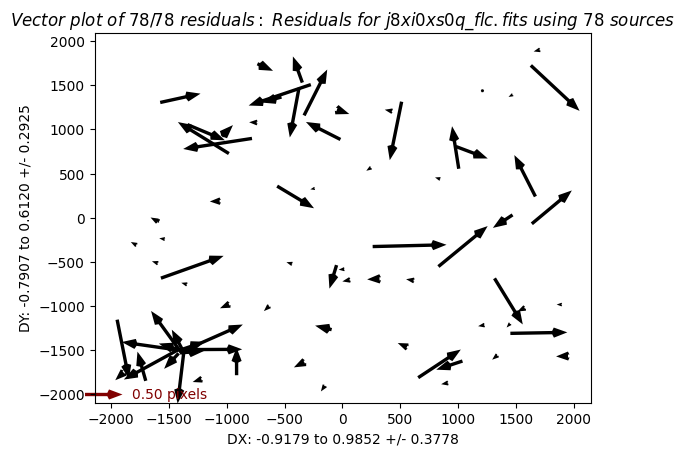 Vector plot of 78/78 residuals: Residuals for j8xi0xs0q_flc.fits using 78 sources
2000
1500
1000
500
0
−500
−1000
−1500
−2000
DY: -0.7907 to 0.6120 +/- 0.2925
0.50 pixels
−2000 −1500 −1000 −500 0 500 1000 1500 2000
DX: -0.9179 to 0.9852 +/- 0.3778